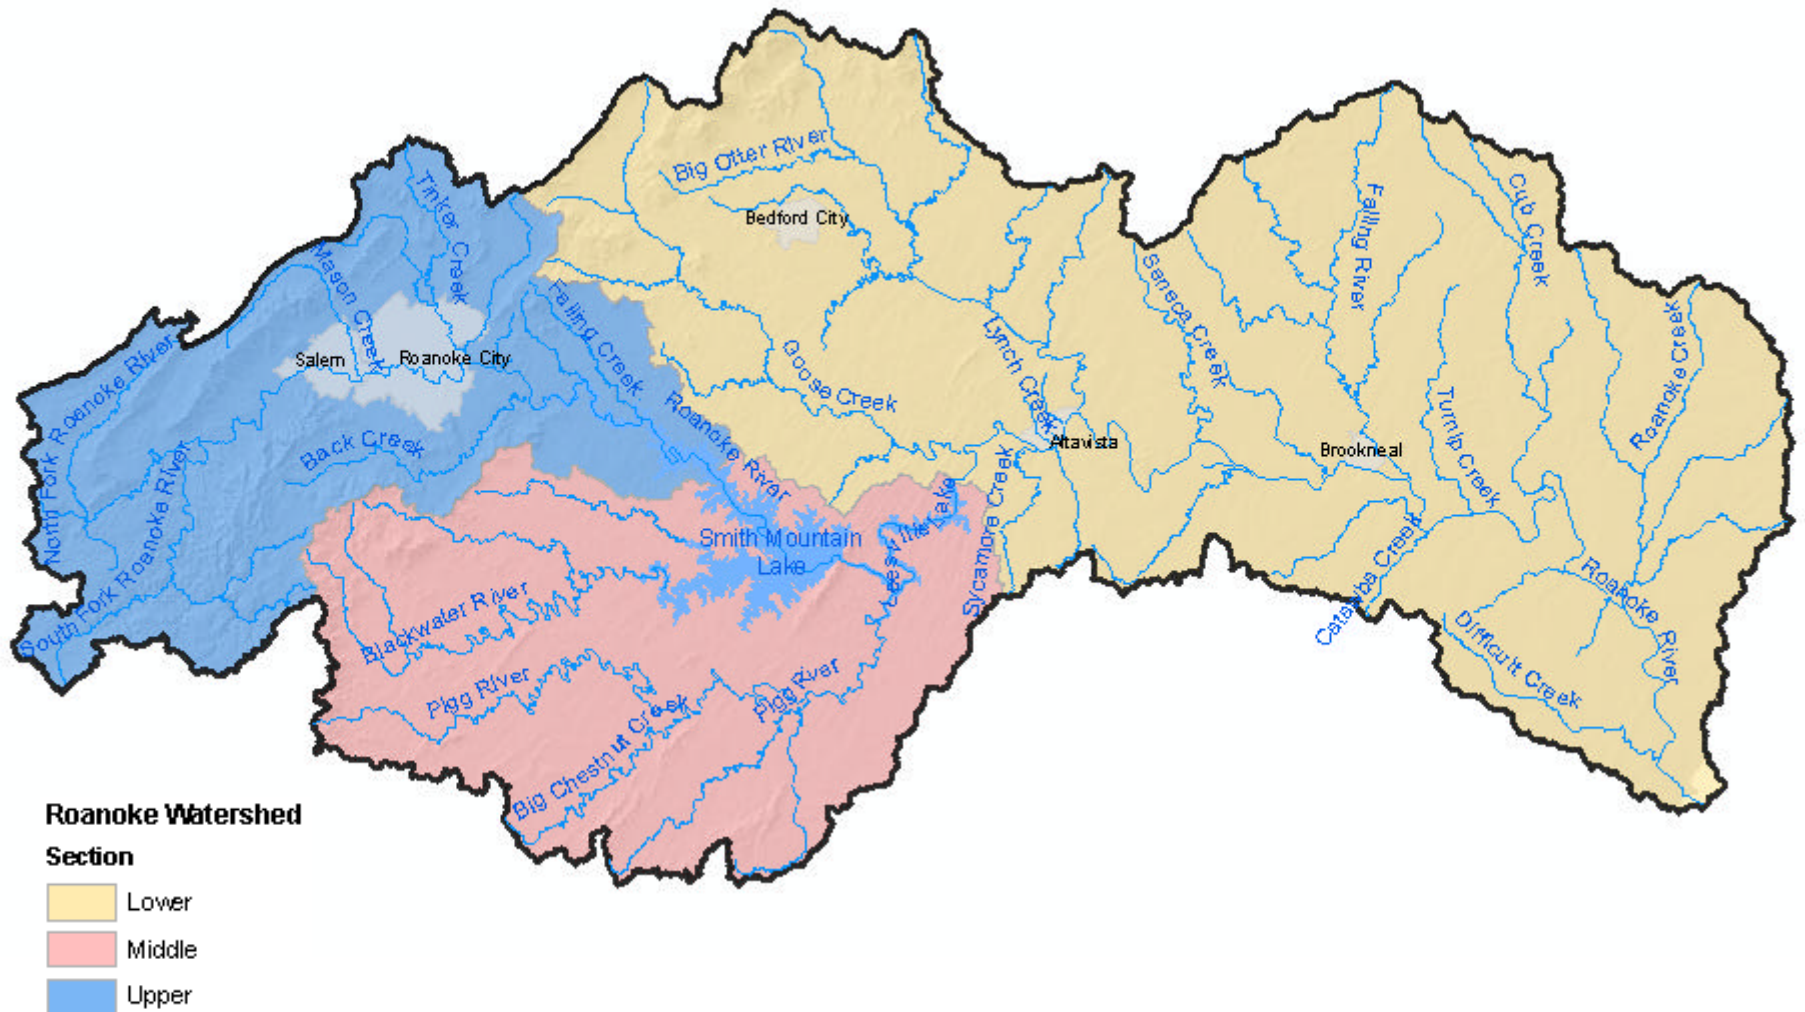 Big Otter River
Bedford City
Tinker Creek
Mason Creek
Falling River
Cub Creek
Seneca Creek
Falling Creek
Roanoke Creek
Salem
Roanoke City
North Fork Roanoke River
Goose Creek
Lynch Creek
Turnip Creek
Back Creek
Roanoke River
Altavista
Brookneal
South Fork Roanoke River
Smith Mountain
Lake
Leesville Lake
Sycamore Creek
Catawba Creek
Roanoke River
Blackwater River
Difficult Creek
Pigg River
Pigg River
Big Chestnut Creek
Roanoke Watershed
Section
Lower
Middle
Upper